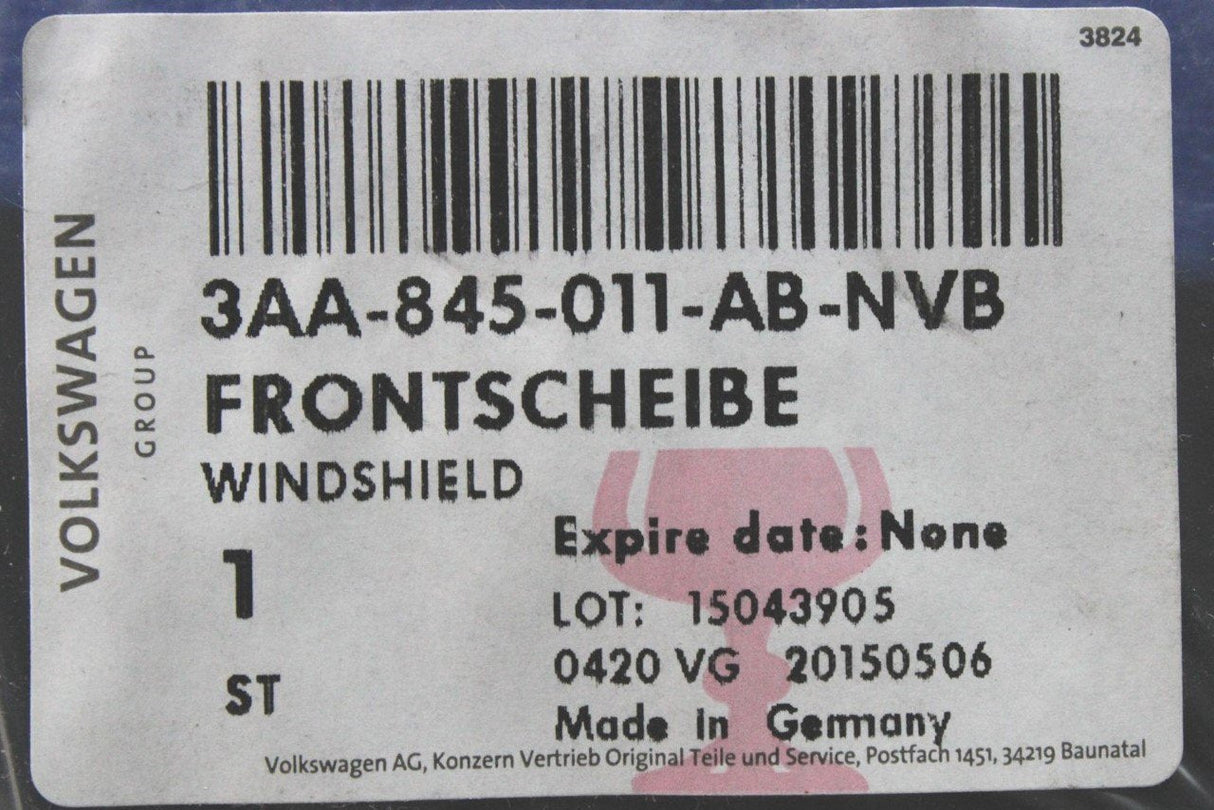 3824
VOLKSWAGEN
GROUP
3AA-845-011-AB-NVB
FRONTSCHEIBE
WINDSHIELD
1
ST
Expire date:None
LOT: 15043905
0420 VG 20150506
Made in Germany
Volkswagen AG, Konzern Vertrieb Original Teile und Service, Postfach 1451, 34219 Baunatal